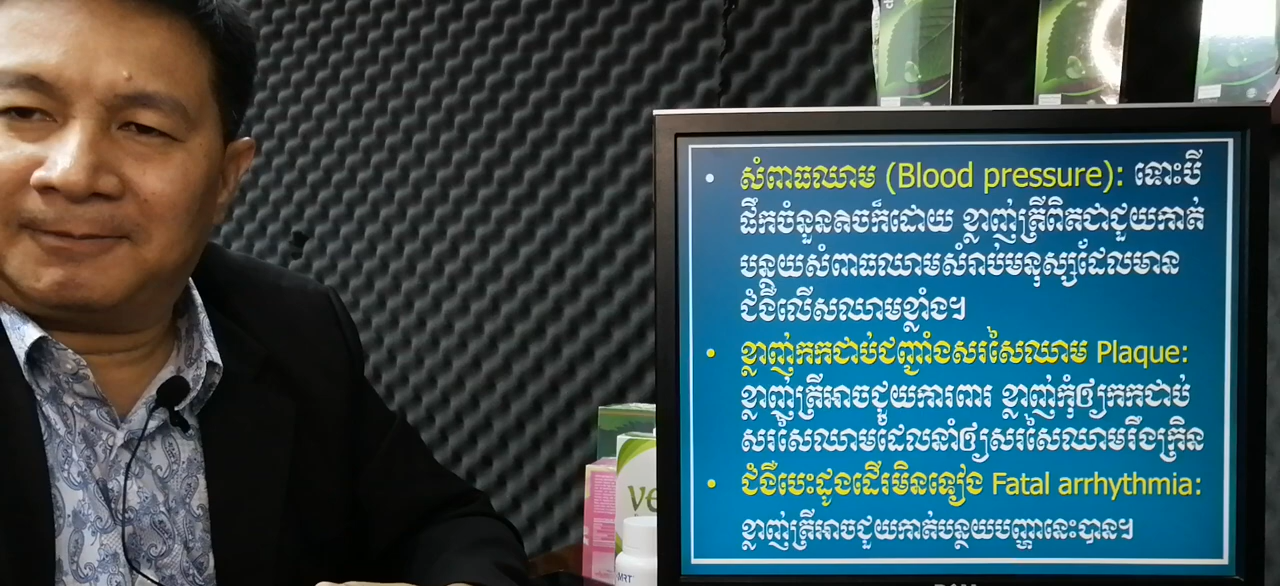 • សំពាធឈាម (Blood pressure): ទោះបី
ដឹកចំនួនតិចក៏ដោយ ខ្លាញ់ត្រីពិតជាជួយកាត់
បន្ថយសំពាធឈាមសំរាប់មនុស្សដែលមាន
ជំងឺលើសឈាមខ្លាំង។
• ខ្លាញ់កកជាប់ជញ្ជាំងសរសៃឈាម Plaque:
ខ្លាញ់ត្រីអាចជួយការពារ ខ្លាញ់កុំឲ្យកកជាប់
សរសៃឈាមដែលនាំឲ្យសរសៃឈាមរឹងក្រិន
• ជំងឺបេះដូងដើរមិនទៀង Fatal arrhythmia:
ខ្លាញ់ត្រីអាចជួយកាត់បន្ថយបញ្ហានេះបាន។
ve
MRT